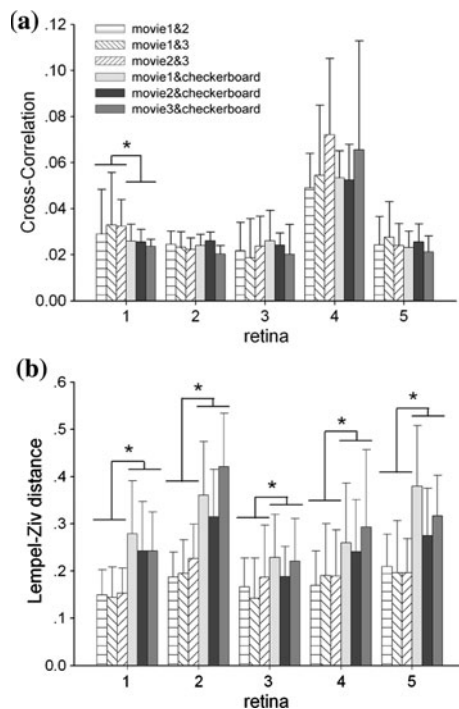 (a)
.12
.10
.08
.06
.04
.02
0.00
Cross-Correlation
movie1&2
movie1&3
movie2&3
movie1&checkerboard
movie2&checkerboard
movie3&checkerboard
*
1 2 3 4 5
retina
(b)
.6
.5
.4
.3
.2
.1
0.0
Lempel-Ziv distance
* * * * *
1 2 3 4 5
retina